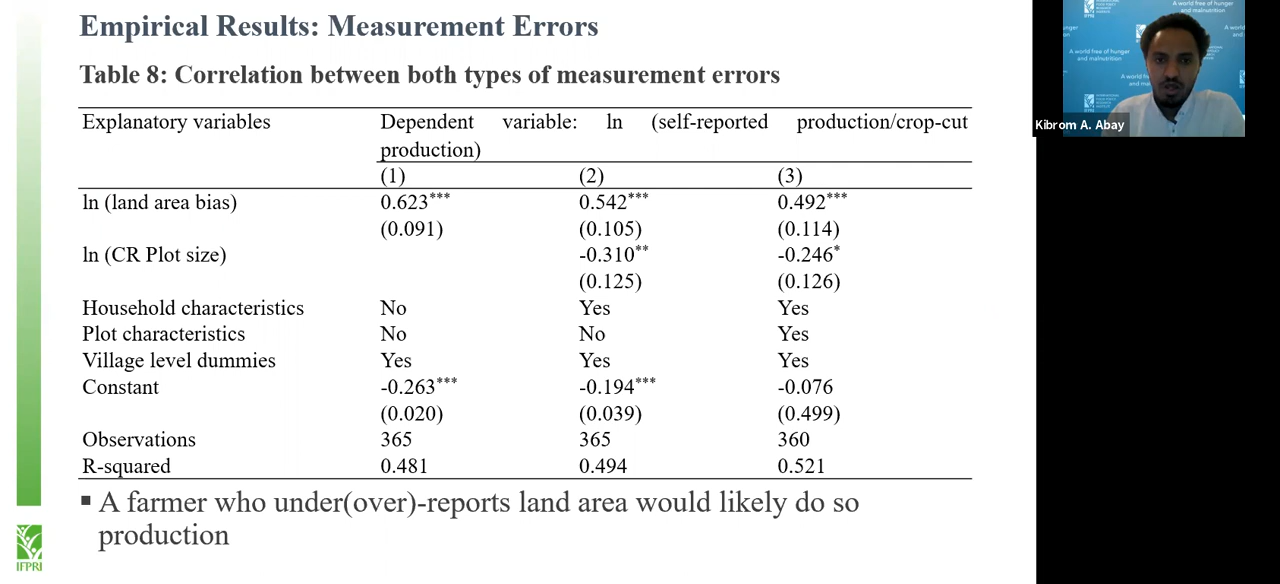 Empirical Results: Measurement Errors
Table 8: Correlation between both types of measurement errors
Explanatory variables Dependent variable: ln (self-reported production/crop-cut
production)
(1) (2) (3)
ln (land area bias) 0.623*** 0.542*** 0.492***
(0.091) (0.105) (0.114)
ln (CR Plot size) -0.310** -0.246*
(0.125) (0.126)
Household characteristics No Yes Yes
Plot characteristics No No Yes
Village level dummies Yes Yes Yes
Constant -0.263*** -0.194*** -0.076
(0.020) (0.039) (0.499)
Observations 365 365 360
R-squared 0.481 0.494 0.521
▪ A farmer who under(over)-reports land area would likely do so
production
IFPRI
A world free of hunger
and malnutrition
A world free of hunger
and malnutrition
Kibrom A. Abay